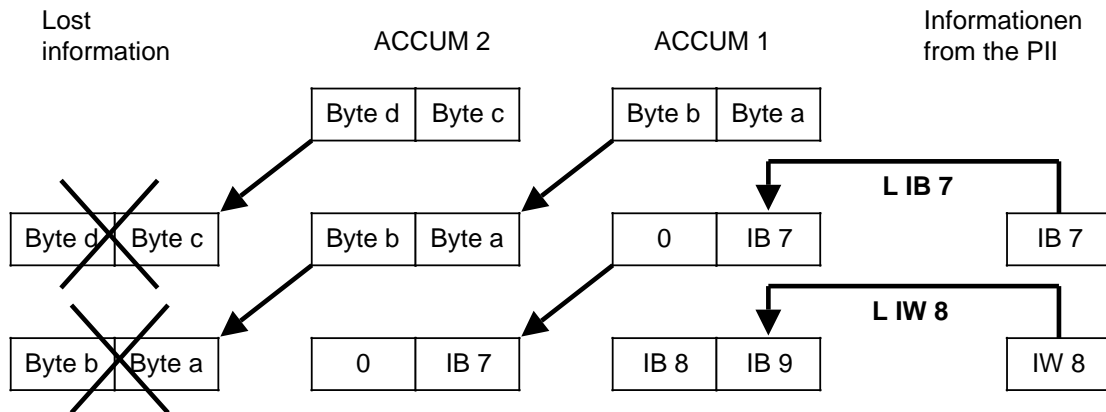 Lost
information
ACCUM 2
ACCUM 1
Informationen
from the PII
Byte d Byte c
Byte b Byte a
L IB 7
Byte d Byte c
Byte b Byte a
0 IB 7
IB 7
L IW 8
Byte b Byte a
0 IB 7
IB 8 IB 9
IW 8